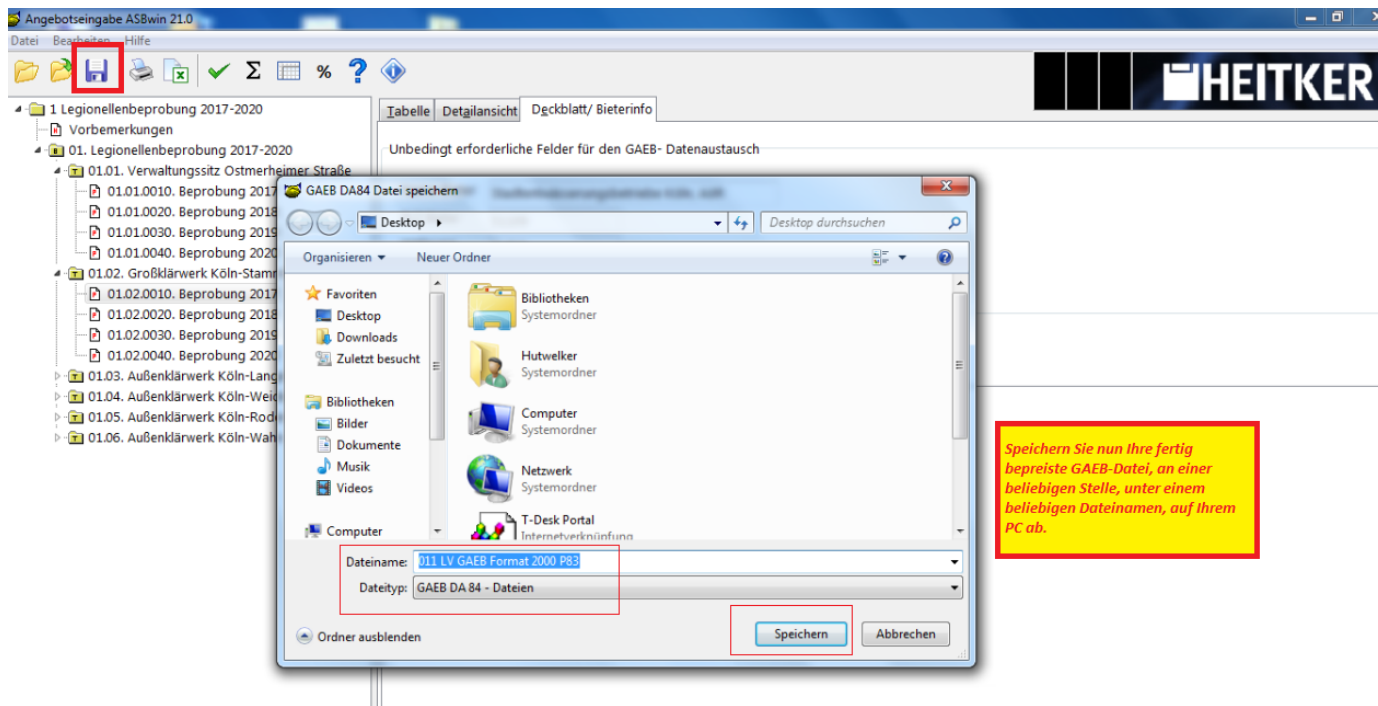 Angebotseingabe ASBwin 21.0
Datei Bearbeiten Hilfe
HEITKER
1 Legionellenbeprobung 2017-2020
Vorbemerkungen
01. Legionellenbeprobung 2017-2020
01.01. Verwaltungssitz Ostmerheimer Straße
01.01.0010. Beprobung 2017
01.01.0020. Beprobung 2018
01.01.0030. Beprobung 2019
01.01.0040. Beprobung 2020
01.02. Großklärwerk Köln-Stamm
01.02.0010. Beprobung 2017
01.02.0020. Beprobung 2018
01.02.0030. Beprobung 2019
01.02.0040. Beprobung 2020
01.03. Außenklärwerk Köln-Lang
01.04. Außenklärwerk Köln-Weid
01.05. Außenklärwerk Köln-Rode
01.06. Außenklärwerk Köln-Wah
Tabelle Detailansicht Deckblatt/ Bieterinfo
Unbedingt erforderliche Felder für den GAEB- Datenaustausch
GAEB DA84 Datei speichern
Desktop
Desktop durchsuchen
Organisieren Neuer Ordner
Favoriten
Desktop
Downloads
Zuletzt besucht
Bibliotheken
Bilder
Dokumente
Musik
Videos
Computer
Bibliotheken
Systemordner
Hutwelker
Systemordner
Computer
Systemordner
Netzwerk
Systemordner
T-Desk Portal
Internetverknüpfung
Dateiname: 011 LV GAEB Format 2000 P83
Dateityp: GAEB DA 84 - Dateien
Ordner ausblenden
Speichern Abbrechen
Speichern Sie nun Ihre fertig
bepreiste GAEB-Datei, an einer
beliebigen Stelle, unter einem
beliebigen Dateinamen, auf Ihrem
PC ab.